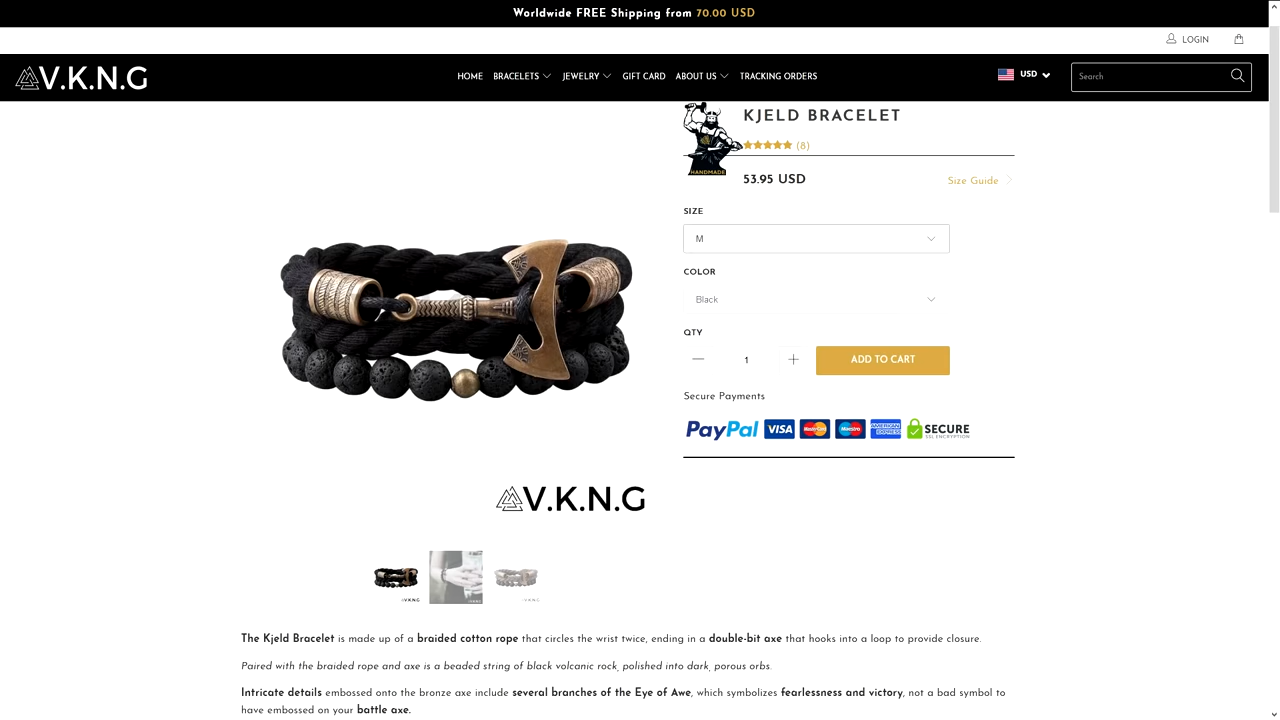 Worldwide FREE Shipping from 70.00 USD
LOGIN
V.K.N.G
HOME BRACELETS JEWELRY GIFT CARD ABOUT US TRACKING ORDERS
USD
Search
KJELD BRACELET
(8)
HANDMADE
53.95 USD
Size Guide
SIZE
M
COLOR
Black
QTY
1
ADD TO CART
Secure Payments
PayPal VISA MasterCard Maestro AMERICAN EXPRESS SECURE
SSL ENCRYPTION
V.K.N.G
The Kjeld Bracelet is made up of a braided cotton rope that circles the wrist twice, ending in a double-bit axe that hooks into a loop to provide closure.
Paired with the braided rope and axe is a beaded string of black volcanic rock, polished into dark, porous orbs.
Intricate details embossed onto the bronze axe include several branches of the Eye of Awe, which symbolizes fearlessness and victory, not a bad symbol to
have embossed on your battle axe.